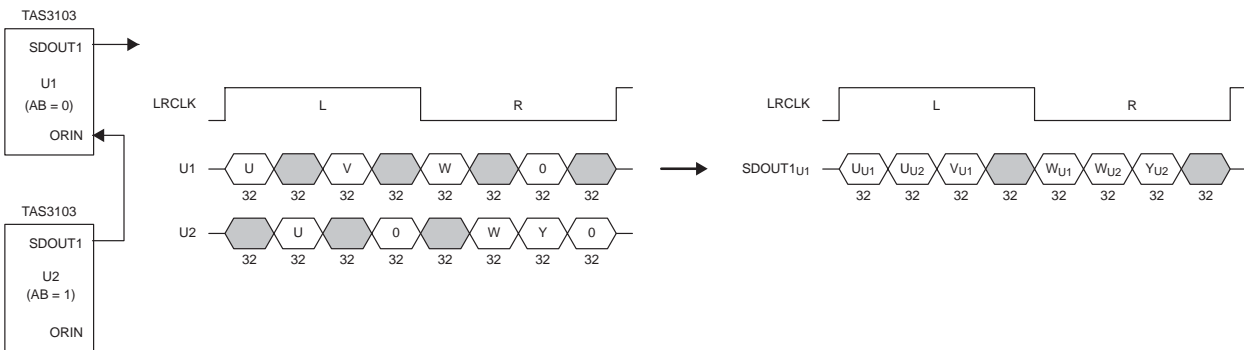 TAS3103
SDOUT1
U1
(AB = 0)
ORIN
TAS3103
SDOUT1
U2
(AB = 1)
ORIN
LRCLK L R
U1 U V W 0
32 32 32 32 32 32 32 32
U2 U 0 W Y 0
32 32 32 32 32 32 32 32
LRCLK L R
SDOUT1U1 UU1 UU2 VU1 WU1 WU2 YU2
32 32 32 32 32 32 32 32